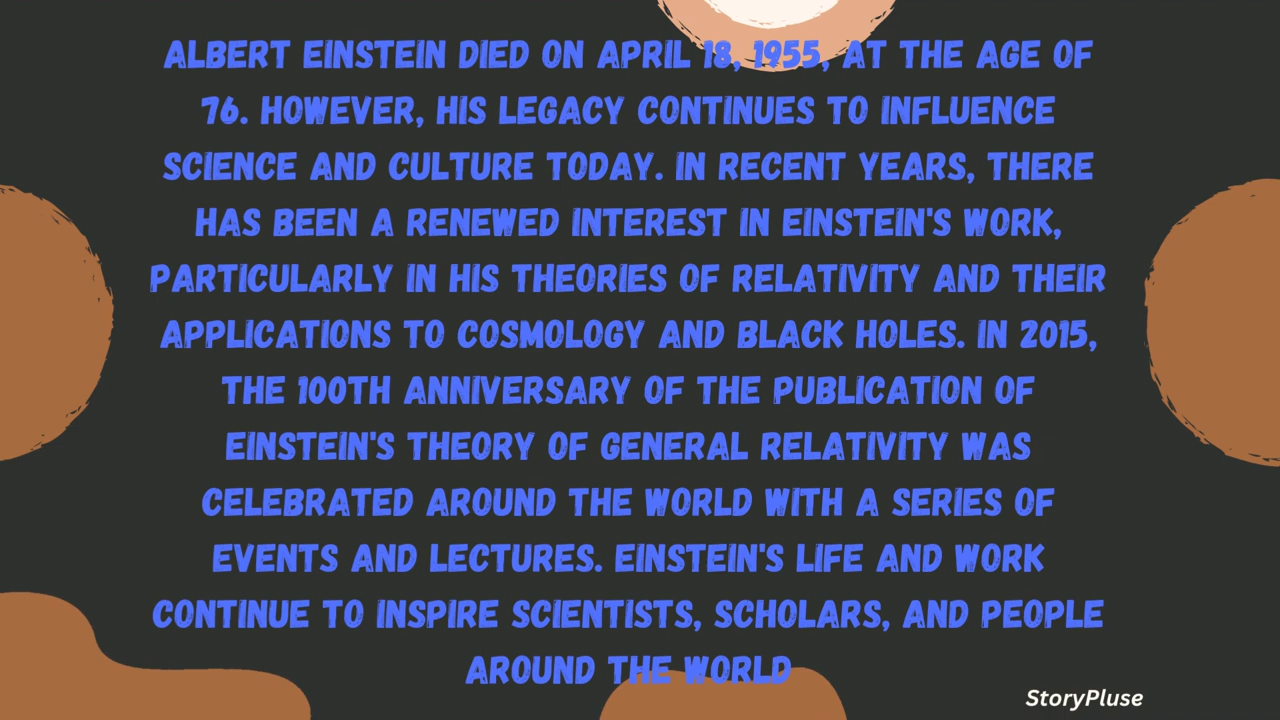 ALBERT EINSTEIN DIED ON APRIL 18, 1955, AT THE AGE OF
76. HOWEVER, HIS LEGACY CONTINUES TO INFLUENCE
SCIENCE AND CULTURE TODAY. IN RECENT YEARS, THERE
HAS BEEN A RENEWED INTEREST IN EINSTEIN'S WORK,
PARTICULARLY IN HIS THEORIES OF RELATIVITY AND THEIR
APPLICATIONS TO COSMOLOGY AND BLACK HOLES. IN 2015,
THE 100TH ANNIVERSARY OF THE PUBLICATION OF
EINSTEIN'S THEORY OF GENERAL RELATIVITY WAS
CELEBRATED AROUND THE WORLD WITH A SERIES OF
EVENTS AND LECTURES. EINSTEIN'S LIFE AND WORK
CONTINUE TO INSPIRE SCIENTISTS, SCHOLARS, AND PEOPLE
AROUND THE WORLD
StoryPluse